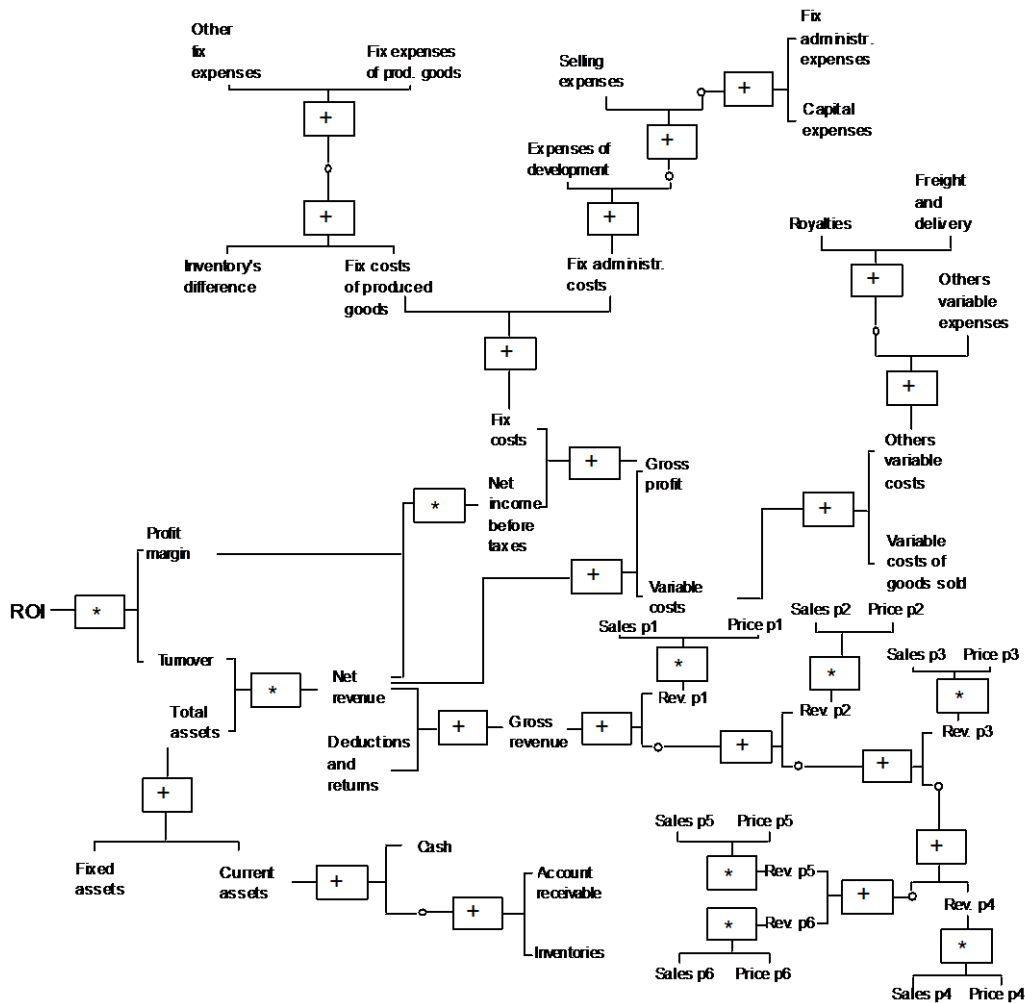 Other
fix
expenses
Fix expenses
of prod. goods
+
+
Inventory's
difference
Fix costs
of produced
goods
Selling
expenses
+
Fix
administr.
expenses
Capital
expenses
+
Expenses of
development
+
Fix administr.
costs
+
Royalties
Freight
and
delivery
+
Others
variable
expenses
+
Fix
costs
+
Gross
profit
Others
variable
costs
*
Net
income
before
taxes
+
Profit
margin
+
Variable
costs
Variable
costs of
goods sold
ROI
*
Sales p1
Price p1
*
Sales p2
Price p2
*
Sales p3
Price p3
*
Turnover
*
Net
revenue
Total
assets
Rev. p1
Rev. p2
Rev. p3
Deductions
and
returns
+
Gross
revenue
+
+
+
+
+
Fixed
assets
Current
assets
+
Cash
+
Account
receivable
Inventories
Sales p5
Price p5
*
Rev. p5
+
*
Rev. p6
Sales p6
Price p6
Rev. p4
*
Sales p4
Price p4